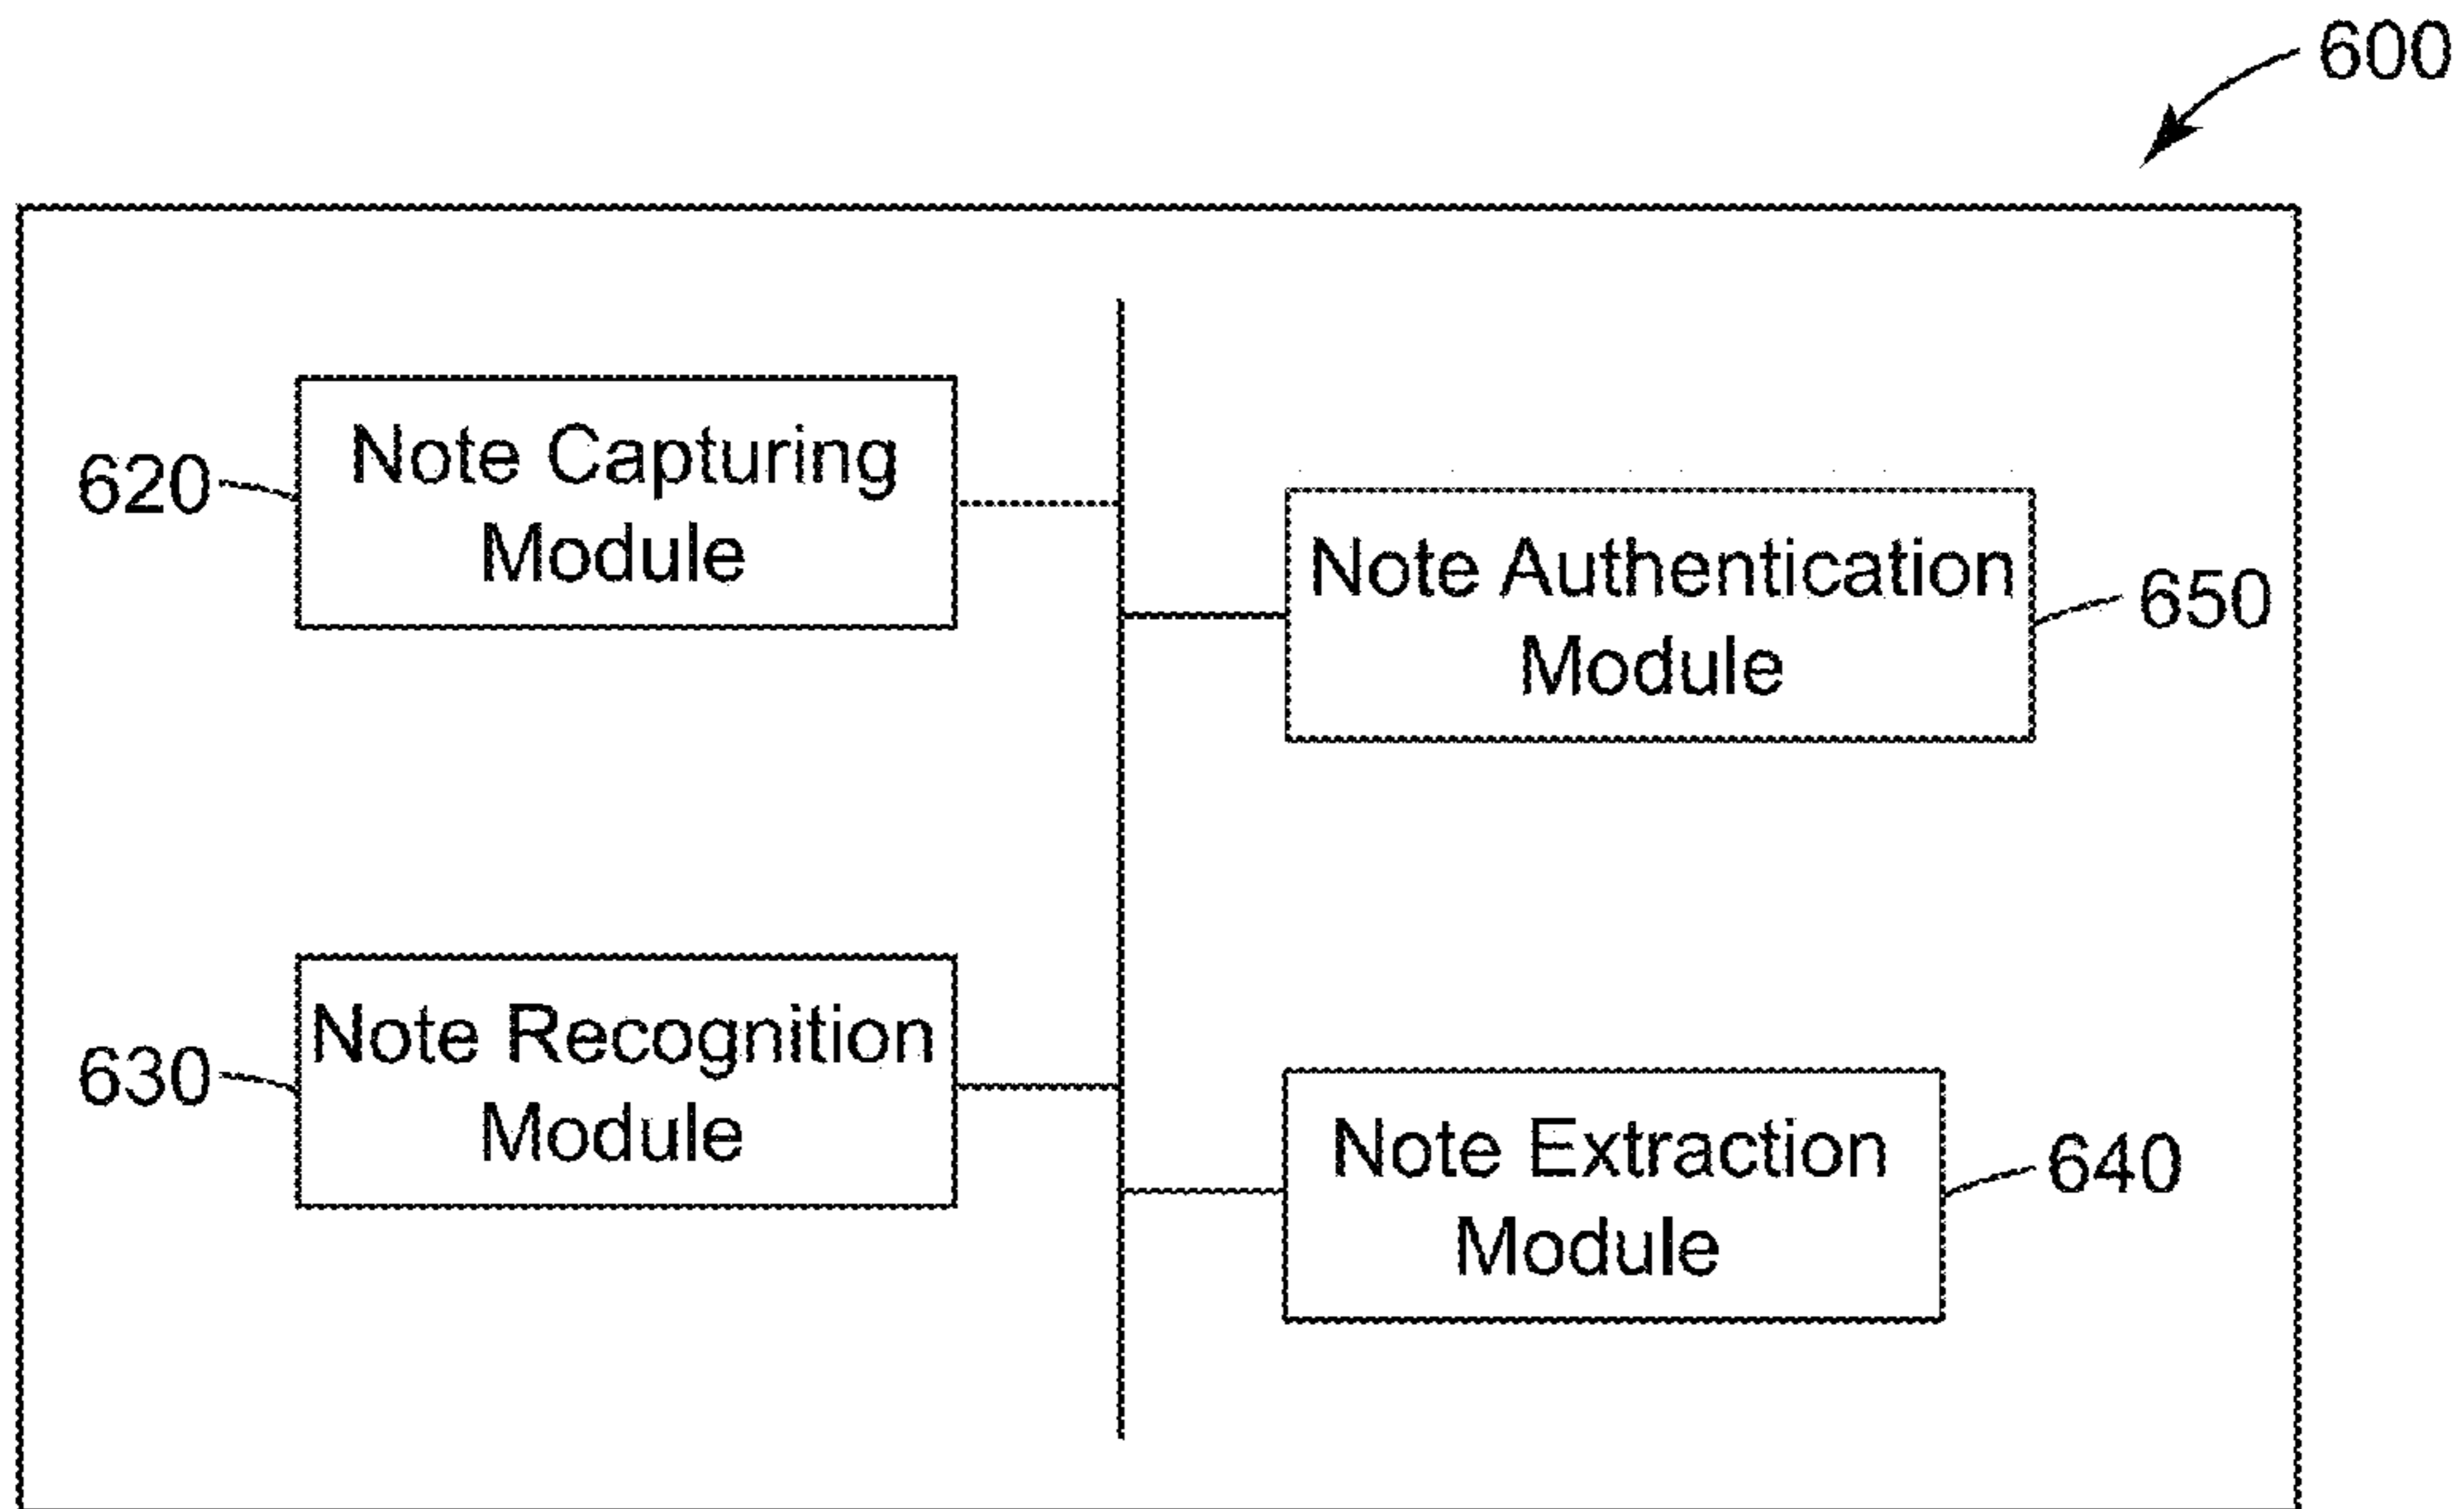 600
Note Capturing
Module
620
Note Authentication
Module
650
Note Recognition
Module
630
Note Extraction
Module
640